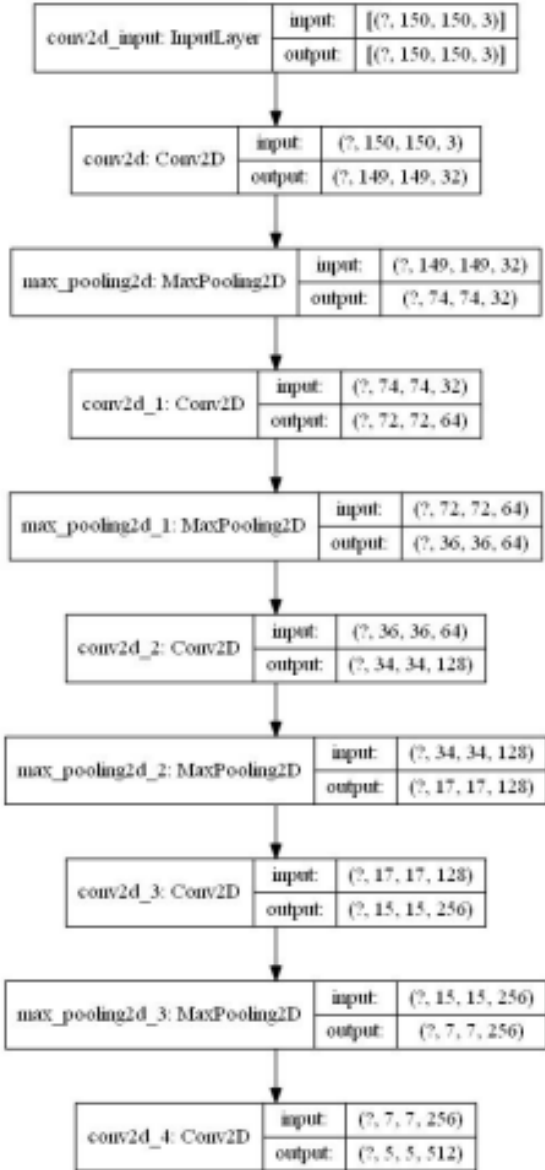 conv2d_input: InputLayer input: [(?, 150, 150, 3)]
output: [(?, 150, 150, 3)]
conv2d: Conv2D input: (?, 150, 150, 3)
output: (?, 149, 149, 32)
max_pooling2d: MaxPooling2D input: (?, 149, 149, 32)
output: (?, 74, 74, 32)
conv2d_1: Conv2D input: (?, 74, 74, 32)
output: (?, 72, 72, 64)
max_pooling2d_1: MaxPooling2D input: (?, 72, 72, 64)
output: (?, 36, 36, 64)
conv2d_2: Conv2D input: (?, 36, 36, 64)
output: (?, 34, 34, 128)
max_pooling2d_2: MaxPooling2D input: (?, 34, 34, 128)
output: (?, 17, 17, 128)
conv2d_3: Conv2D input: (?, 17, 17, 128)
output: (?, 15, 15, 256)
max_pooling2d_3: MaxPooling2D input: (?, 15, 15, 256)
output: (?, 7, 7, 256)
conv2d_4: Conv2D input: (?, 7, 7, 256)
output: (?, 5, 5, 512)